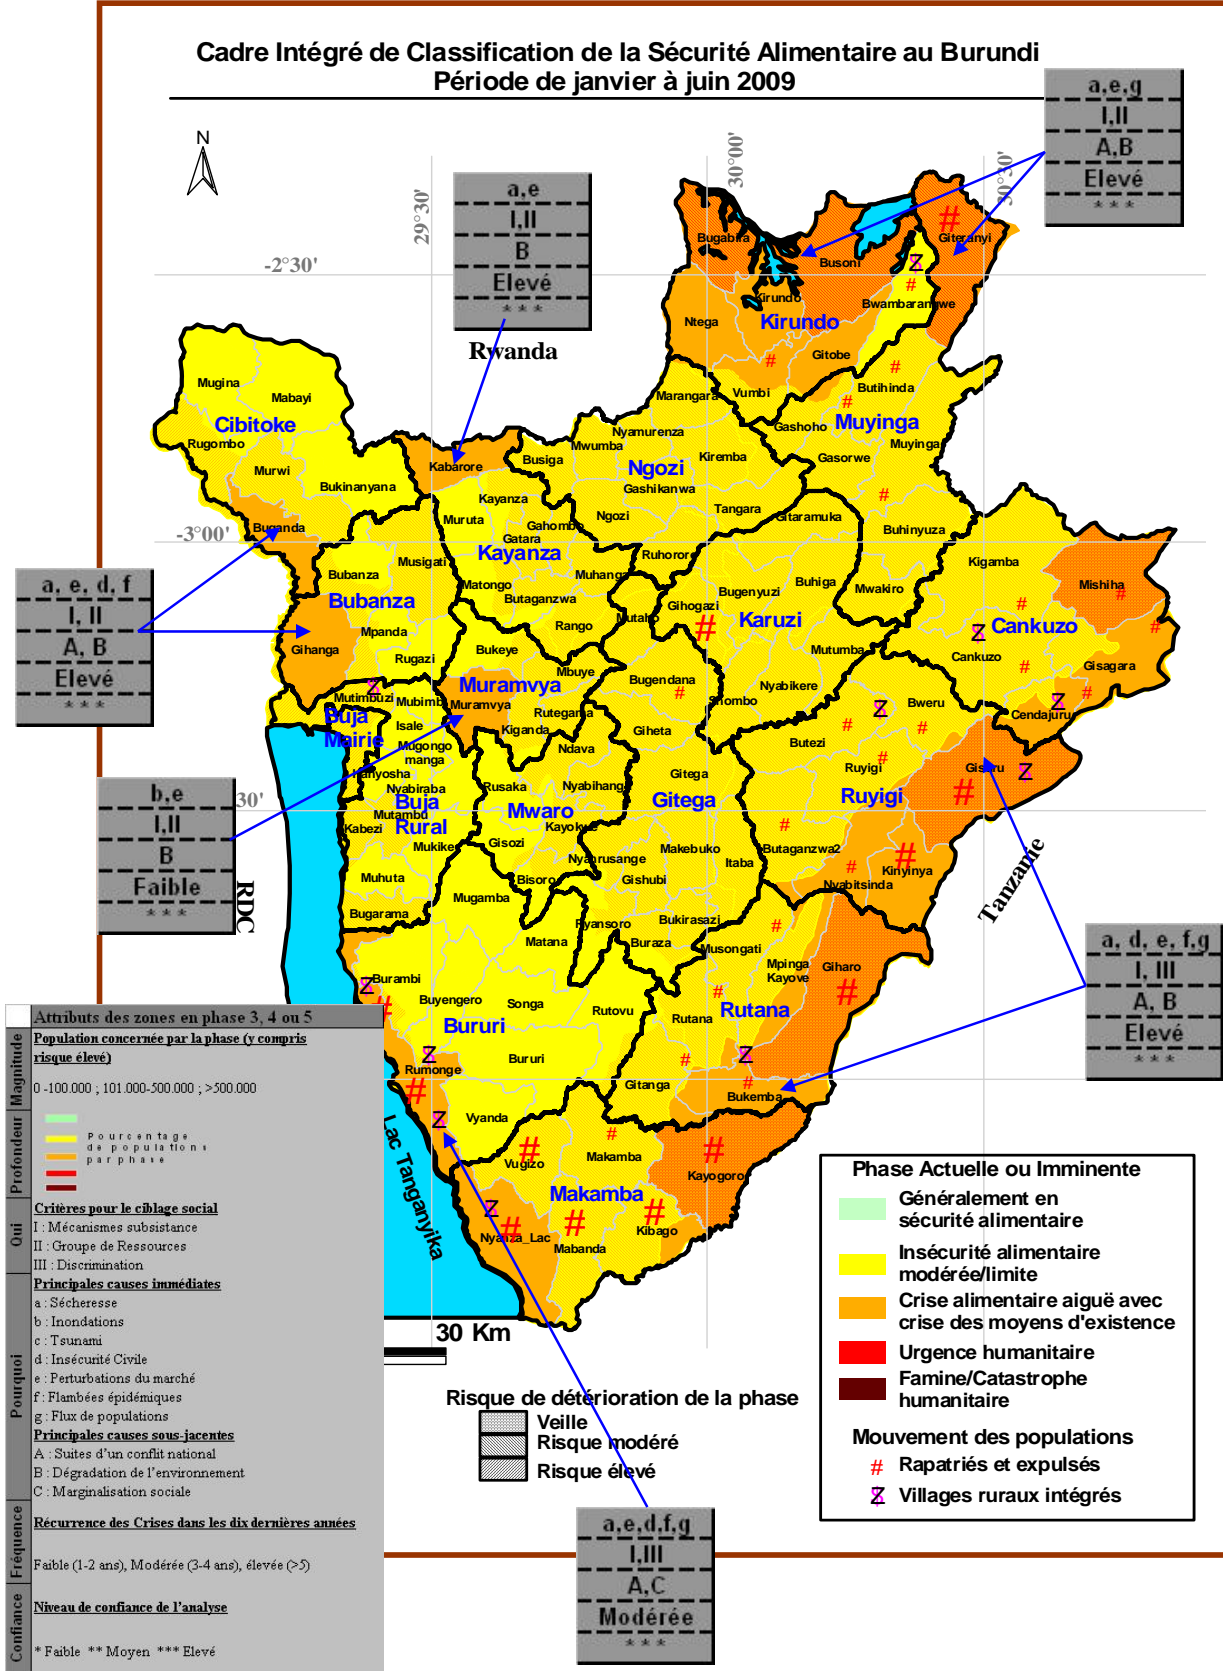 Cadre Intégré de Classification de la Sécurité Alimentaire au Burundi
Période de janvier à juin 2009
a,e,g
I,II
A,B
Elevé
* * *
N
29°30'
30°00'
30°30'
a,e
I,II
B
Elevé
* * *
-2°30'
-3°00'
30'
Rwanda
Tanzanie
RDC
Lac Tanganyika
Bugabira
Busoni
Giteranyi
Kirundo
Bwambarangwe
Ntega
Kirundo
Gitobe
Vumbi
Butihinda
Marangara
Gashoho
Muyinga
Muyinga
Gasorwe
Buhinyuza
Mwakiro
Mugina
Mabayi
Cibitoke
Rugombo
Murwi
Bukinanyana
Buganda
Kabarore
Busiga
Mwumba
Nyamurenza
Ngozi
Kiremba
Gashikanwa
Ngozi
Tangara
Ruhororo
Kayanza
Muruta
Gahombo
Gatara
Kayanza
Muhanga
Matongo
Butaganzwa
Rango
Gitaramuka
Buhiga
Bugenyuzi
Gihogazi
Karuzi
Mutumba
Nyabikere
Shombo
Mutaho
Kigamba
Mishiha
Cankuzo
Cankuzo
Gisagara
Cendajuru
Musigati
Bubanza
Bubanza
Mpanda
Gihanga
Rugazi
Bukeye
Mbuye
Muramvya
Muramvya
Rutegama
Kiganda
Mutimbuzi
Mubimbi
Buja
Mairie
Isale
Mugongo
manga
Kanyosha
Nyabiraba
Buja
Rural
Mutambu
Kabezi
Mukike
Muhuta
Bugarama
Ndava
Rusaka
Nyabihanga
Mwaro
Kayokwe
Gisozi
Nyanrusange
Bisoro
Bugendana
Giheta
Gitega
Gitega
Makebuko
Itaba
Gishubi
Bukirasazi
Ryansoro
Buraza
Bweru
Butezi
Ruyigi
Ruyigi
Gisuru
Butaganzwa2
Nyabitsinda
Kinyinya
Mugamba
Matana
Burambi
Buyengero
Songa
Rutovu
Bururi
Bururi
Rumonge
Vyanda
Musongati
Mpinga
Kayove
Giharo
Rutana
Rutana
Gitanga
Bukemba
Vugizo
Makamba
Kayogoro
Makamba
Nyanza_Lac
Mabanda
Kibago
a, e, d, f
I, II
A, B
Elevé
* * *
b,e
I,II
B
Faible
* * *
a, d, e, f,g
I, III
A, B
Elevé
* * *
a,e,d,f,g
I,III
A,C
Modérée
* * *
30 Km
Attributs des zones en phase 3, 4 ou 5
Magnitude
Population concernée par la phase (y compris
risque élevé)
0 -100.000 ; 101.000-500.000 ; >500.000
Profondeur
Pourcentage
de populations
par phase
Qui
Critères pour le ciblage social
I : Mécanismes subsistance
II : Groupe de Ressources
III : Discrimination
Pourquoi
Principales causes immédiates
a : Sécheresse
b : Inondations
c : Tsunami
d : Insécurité Civile
e : Perturbations du marché
f : Flambées épidémiques
g : Flux de populations
Principales causes sous-jacentes
A : Suites d'un conflit national
B : Dégradation de l'environnement
C : Marginalisation sociale
Fréquence
Récurrence des Crises dans les dix dernières années
Faible (1-2 ans), Modérée (3-4 ans), élevée (>5)
Confiance
Niveau de confiance de l'analyse
* Faible ** Moyen *** Elevé
Risque de détérioration de la phase
Veille
Risque modéré
Risque élevé
Phase Actuelle ou Imminente
Généralement en
sécurité alimentaire
Insécurité alimentaire
modérée/limite
Crise alimentaire aiguë avec
crise des moyens d'existence
Urgence humanitaire
Famine/Catastrophe
humanitaire
Mouvement des populations
# Rapatriés et expulsés
Villages ruraux intégrés